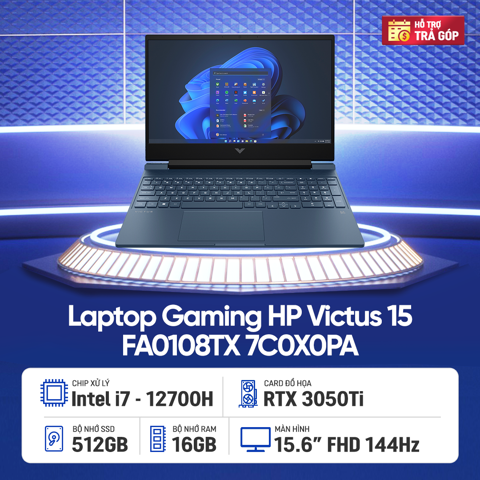 HỖ TRỢ
TRẢ GÓP
Laptop Gaming HP Victus 15
FA0108TX 7C0X0PA
CHIP XỬ LÝ
Intel i7 - 12700H
CARD ĐỒ HỌA
RTX 3050Ti
BỘ NHỚ SSD
512GB
BỘ NHỚ RAM
16GB
MÀN HÌNH
15.6” FHD 144Hz